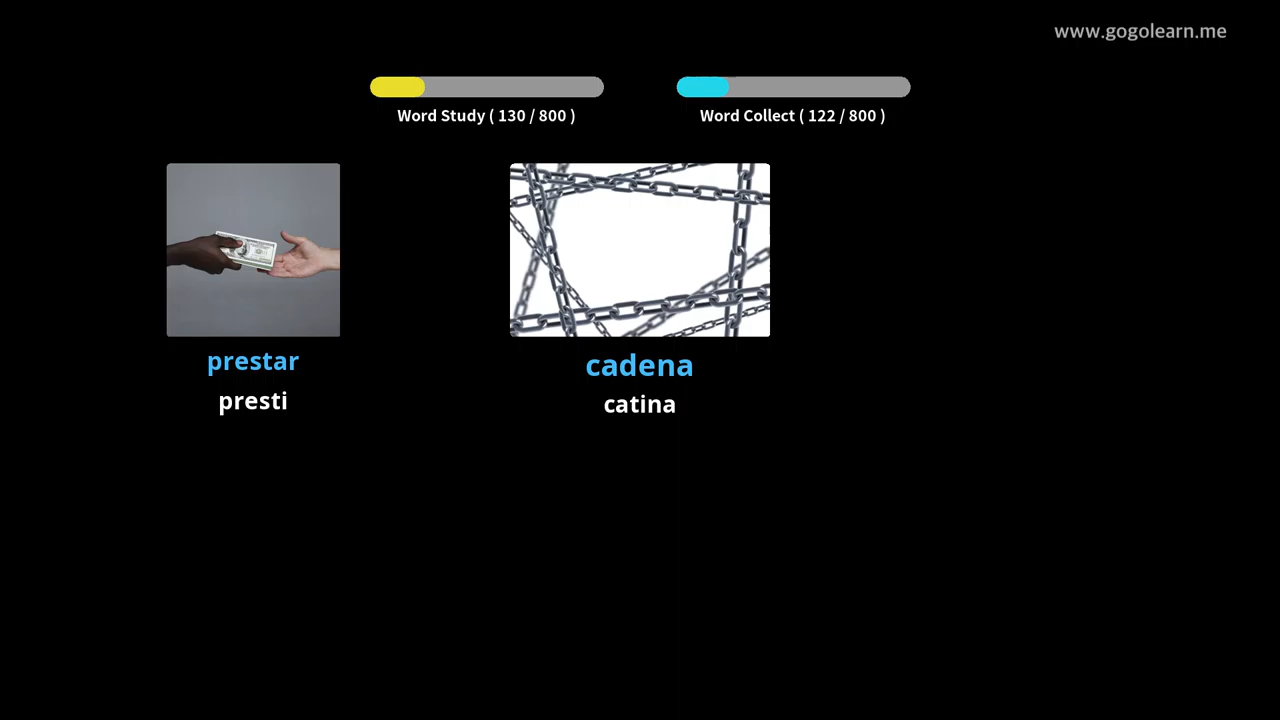 www.gogolearn.me
Word Study ( 130 / 800 )
Word Collect ( 122 / 800 )
prestar
presti
cadena
catina